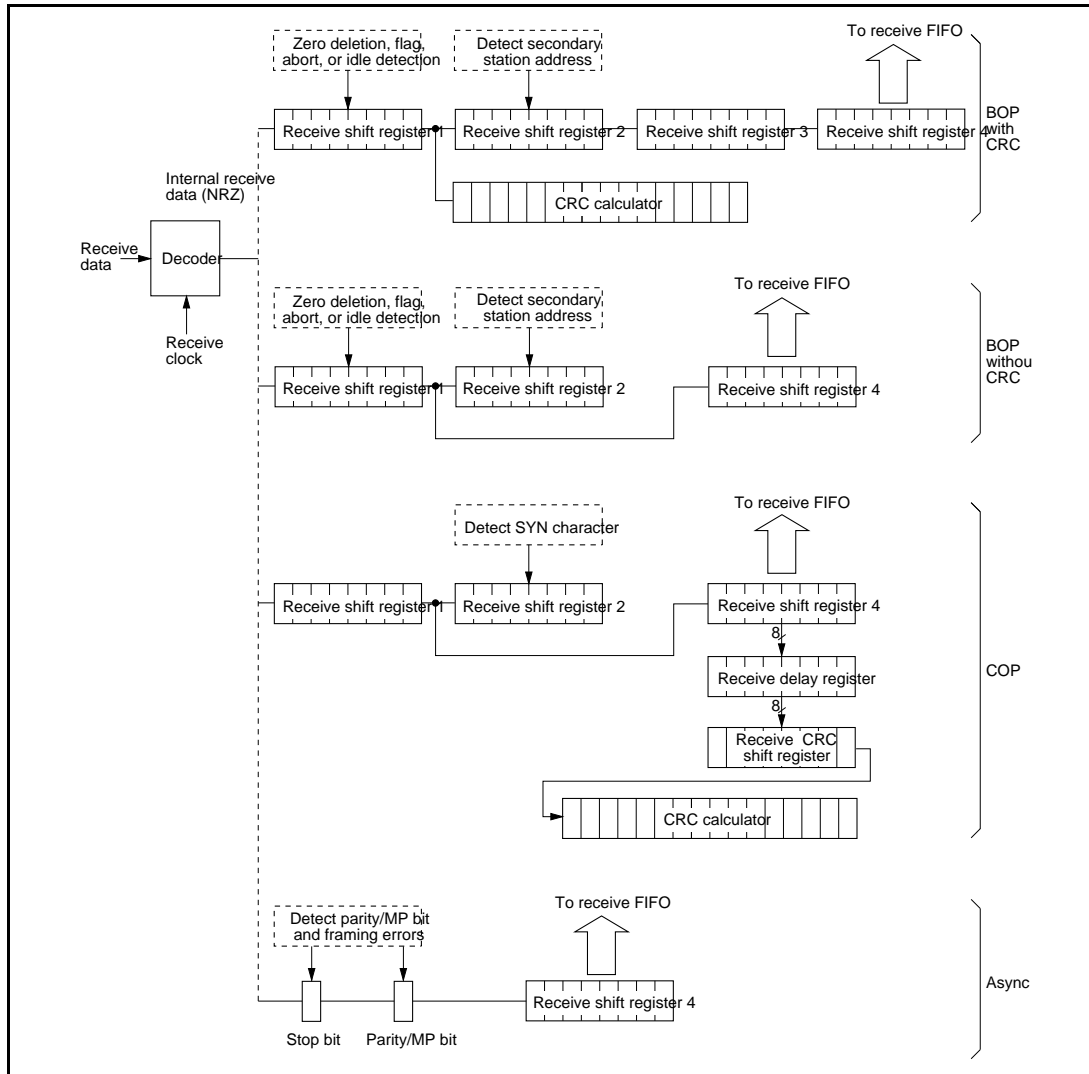 To receive FIFO
Zero deletion, flag,
abort, or idle detection
Detect secondary
station address
Receive shift register 1
Receive shift register 2
Receive shift register 3
Receive shift register 4
BOP
with
CRC
CRC calculator
Internal receive
data (NRZ)
Receive
data
Decoder
Receive
clock
To receive FIFO
Zero deletion, flag,
abort, or idle detection
Detect secondary
station address
Receive shift register 1
Receive shift register 2
Receive shift register 4
BOP
withou
CRC
To receive FIFO
Detect SYN character
Receive shift register 1
Receive shift register 2
Receive shift register 4
8
Receive delay register
8
Receive CRC
shift register
CRC calculator
COP
To receive FIFO
Detect parity/MP bit
and framing errors
Receive shift register 4
Stop bit
Parity/MP bit
Async